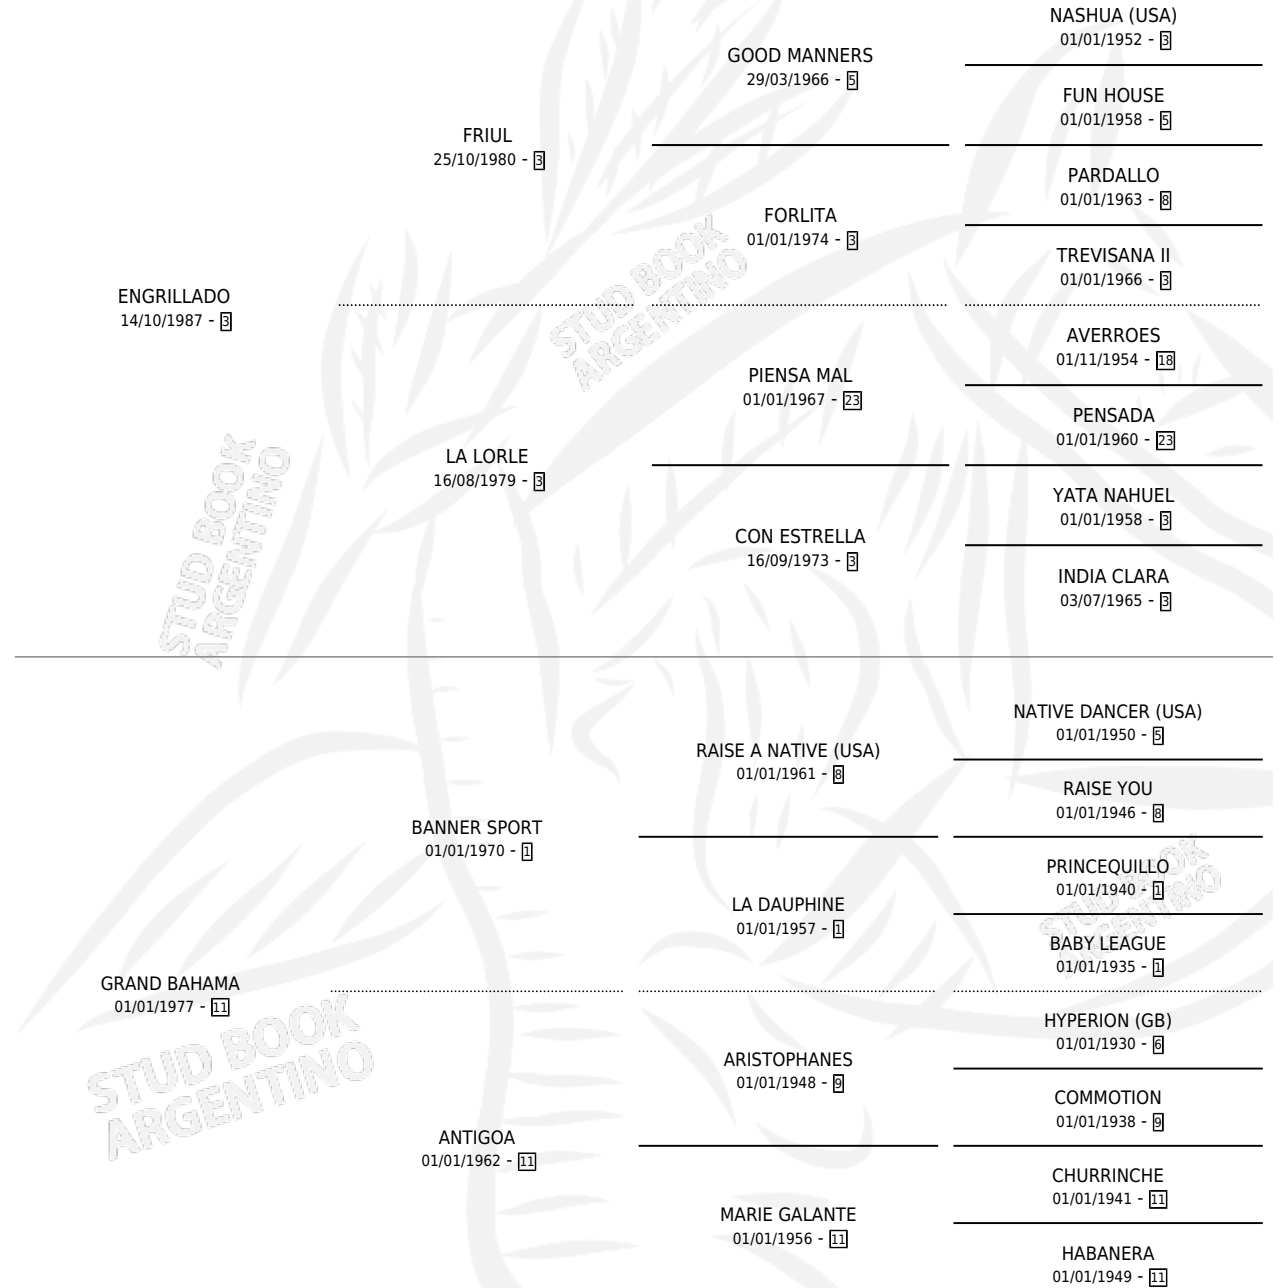 NASHUA (USA)
01/01/1952 - 3
GOOD MANNERS
29/03/1966 - 5
FUN HOUSE
01/01/1958 - 5
FRIUL
25/10/1980 - 3
PARDALLO
01/01/1963 - 8
FORLITA
01/01/1974 - 3
TREVISANA II
01/01/1966 - 3
ENGRILLADO
14/10/1987 - 3
STUD BOOK
ARGENTINO
AVERROES
01/11/1954 - 18
PIENSA MAL
01/01/1967 - 23
PENSADA
01/01/1960 - 23
LA LORLE
16/08/1979 - 3
YATA NAHUEL
01/01/1958 - 3
CON ESTRELLA
16/09/1973 - 3
INDIA CLARA
03/07/1965 - 3
STUD BOOK
ARGENTINO
NATIVE DANCER (USA)
01/01/1950 - 5
RAISE A NATIVE (USA)
01/01/1961 - 8
RAISE YOU
01/01/1946 - 8
BANNER SPORT
01/01/1970 - 1
PRINCEQUILLO
01/01/1940 - 1
LA DAUPHINE
01/01/1957 - 1
STUD BOOK
ARGENTINO
BABY LEAGUE
01/01/1935 - 1
GRAND BAHAMA
01/01/1977 - 11
STUD BOOK
ARGENTINO
HYPERION (GB)
01/01/1930 - 6
ARISTOPHANES
01/01/1948 - 9
COMMOTION
01/01/1938 - 9
ANTIGOA
01/01/1962 - 11
CHURRINCHE
01/01/1941 - 11
MARIE GALANTE
01/01/1956 - 11
HABANERA
01/01/1949 - 11